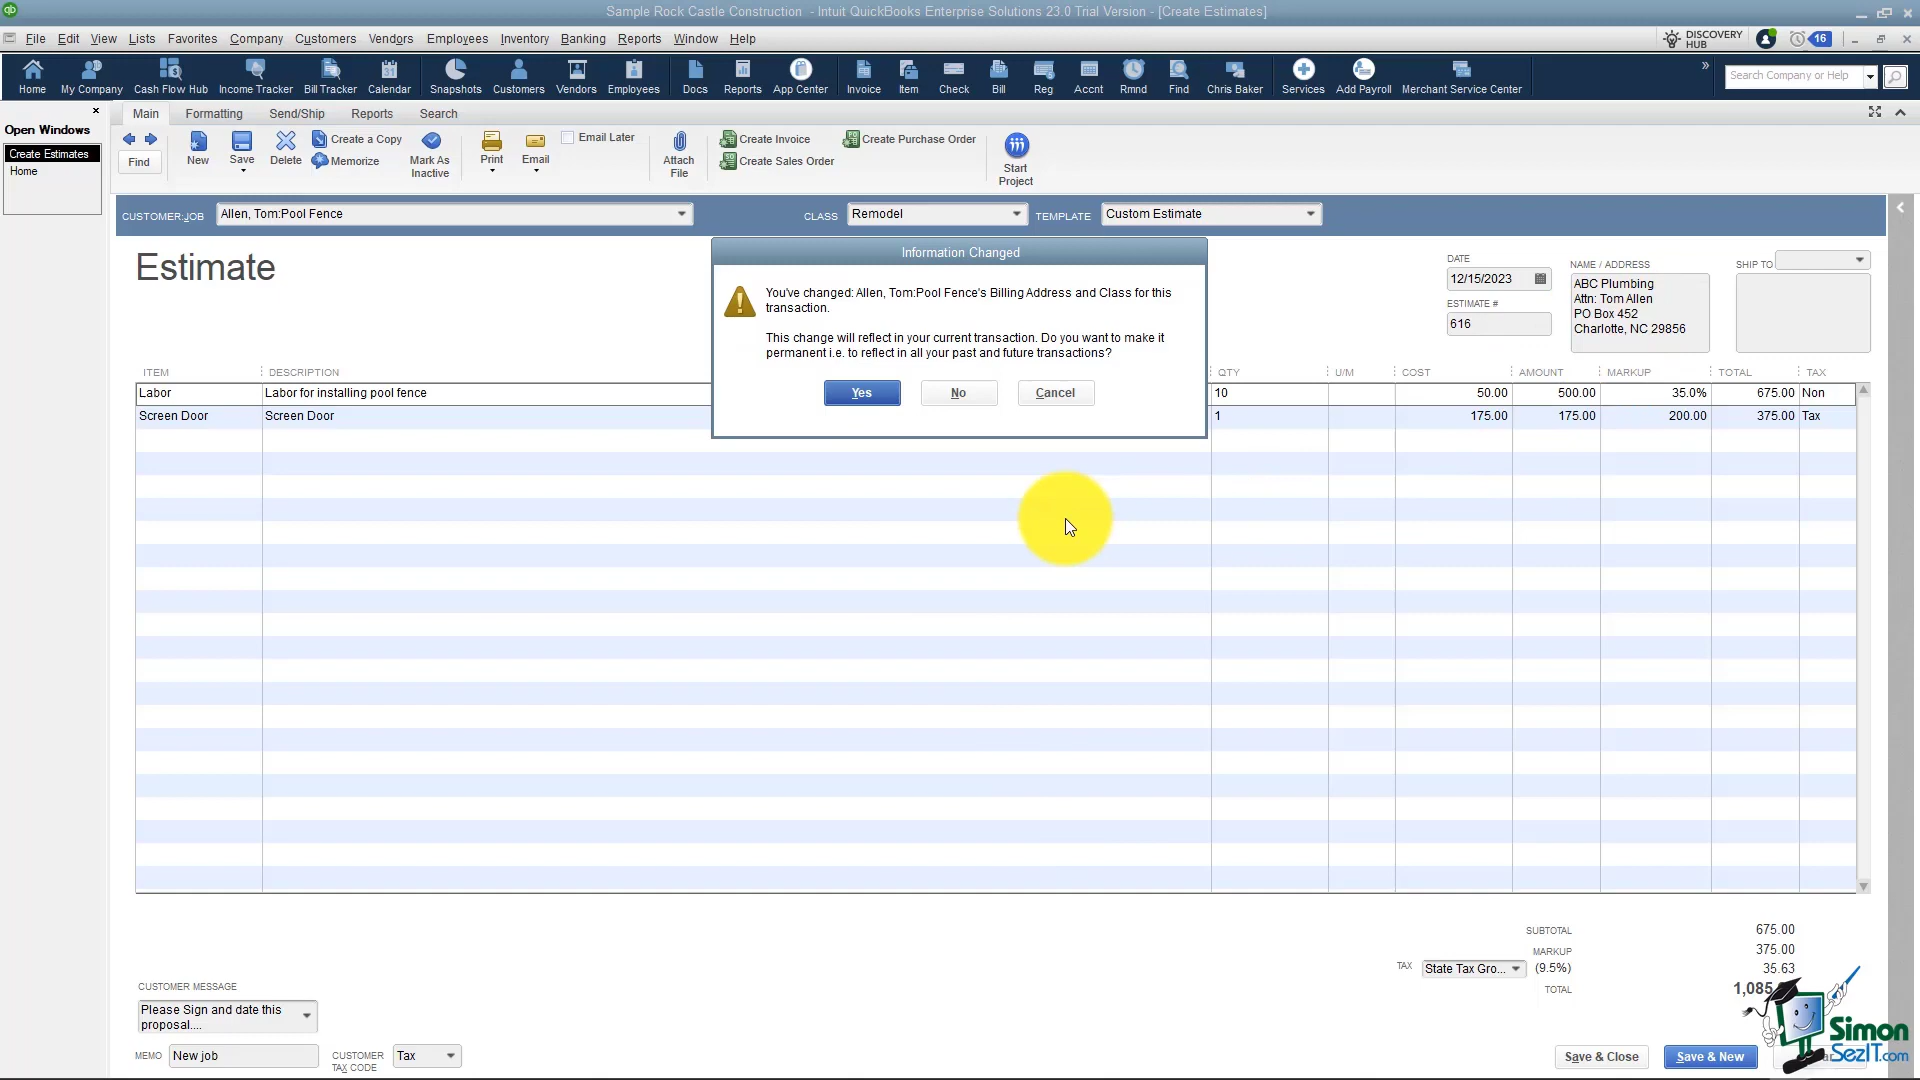 Sample Rock Castle Construction - Intuit QuickBooks Enterprise Solutions 23.0 Trial Version - [Create Estimates]
File Edit View Lists Favorites Company Customers Vendors Employees Inventory Banking Reports Window Help
DISCOVERY HUB 16
Home My Company Cash Flow Hub Income Tracker Bill Tracker Calendar Snapshots Customers Vendors Employees Docs Reports App Center Invoice Item Check Bill Reg Accnt Rmnd Find Chris Baker Services Add Payroll Merchant Service Center
Search Company or Help
Open Windows
Create Estimates
Home
Main Formatting Send/Ship Reports Search
Find New Save Delete Create a Copy Memorize Mark As Inactive Print Email Email Later Attach File Create Invoice Create Sales Order Create Purchase Order Start Project
CUSTOMER:JOB Allen, Tom:Pool Fence CLASS Remodel TEMPLATE Custom Estimate
Estimate
Information Changed
You've changed: Allen, Tom:Pool Fence's Billing Address and Class for this
transaction.
This change will reflect in your current transaction. Do you want to make it
permanent i.e. to reflect in all your past and future transactions?
Yes No Cancel
DATE
12/15/2023
ESTIMATE #
616
NAME / ADDRESS
ABC Plumbing
Attn: Tom Allen
PO Box 452
Charlotte, NC 29856
SHIP TO
ITEM DESCRIPTION QTY U/M COST AMOUNT MARKUP TOTAL TAX
Labor Labor for installing pool fence 10 50.00 500.00 35.0% 675.00 Non
Screen Door Screen Door 1 175.00 175.00 200.00 375.00 Tax
SUBTOTAL 675.00
MARKUP 375.00
TAX State Tax Gro... (9.5%) 35.63
TOTAL 1,085
CUSTOMER MESSAGE
Please Sign and date this
proposal....
MEMO New job CUSTOMER TAX CODE Tax
Save & Close Save & New
Simon
SezIT.com